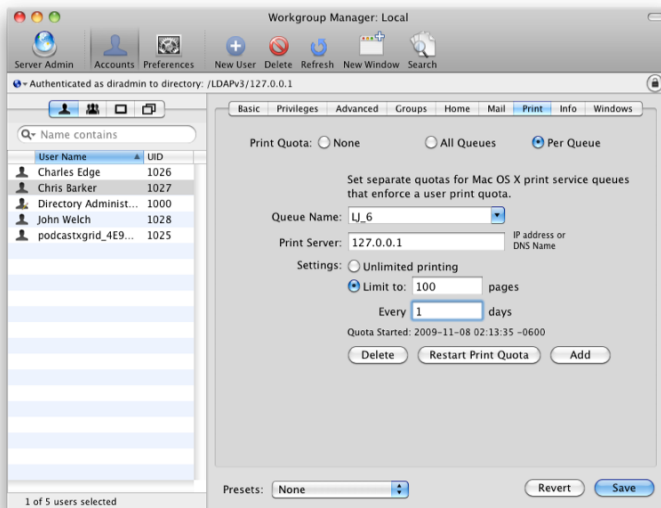 Workgroup Manager: Local
Server Admin Accounts Preferences New User Delete Refresh New Window Search
Authenticated as diradmin to directory: /LDAPv3/127.0.0.1
Name contains
User Name UID
Charles Edge 1026
Chris Barker 1027
Directory Administ... 1000
John Welch 1028
podcastxgrid_4E9... 1025
1 of 5 users selected
Basic Privileges Advanced Groups Home Mail Print Info Windows
Print Quota: None All Queues Per Queue
Set separate quotas for Mac OS X print service queues
that enforce a user print quota.
Queue Name: LJ_6
Print Server: 127.0.0.1 IP address or
DNS Name
Settings: Unlimited printing
Limit to: 100 pages
Every 1 days
Quota Started: 2009-11-08 02:13:35 -0600
Delete Restart Print Quota Add
Presets: None Revert Save